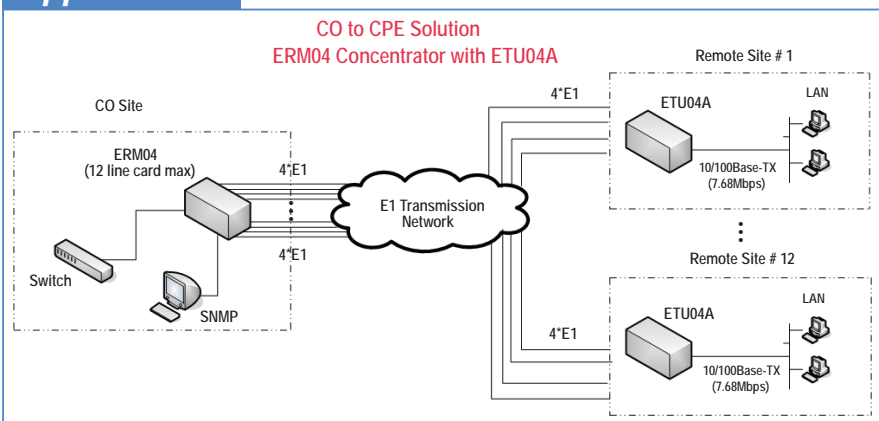 CO to CPE Solution
ERM04 Concentrator with ETU04A
Remote Site # 1
4*E1
ETU04A
LAN
CO Site
ERM04
(12 line card max)
4*E1
10/100Base-TX
(7.68Mbps)
E1 Transmission
Network
4*E1
Switch
SNMP
Remote Site # 12
4*E1
ETU04A
LAN
10/100Base-TX
(7.68Mbps)